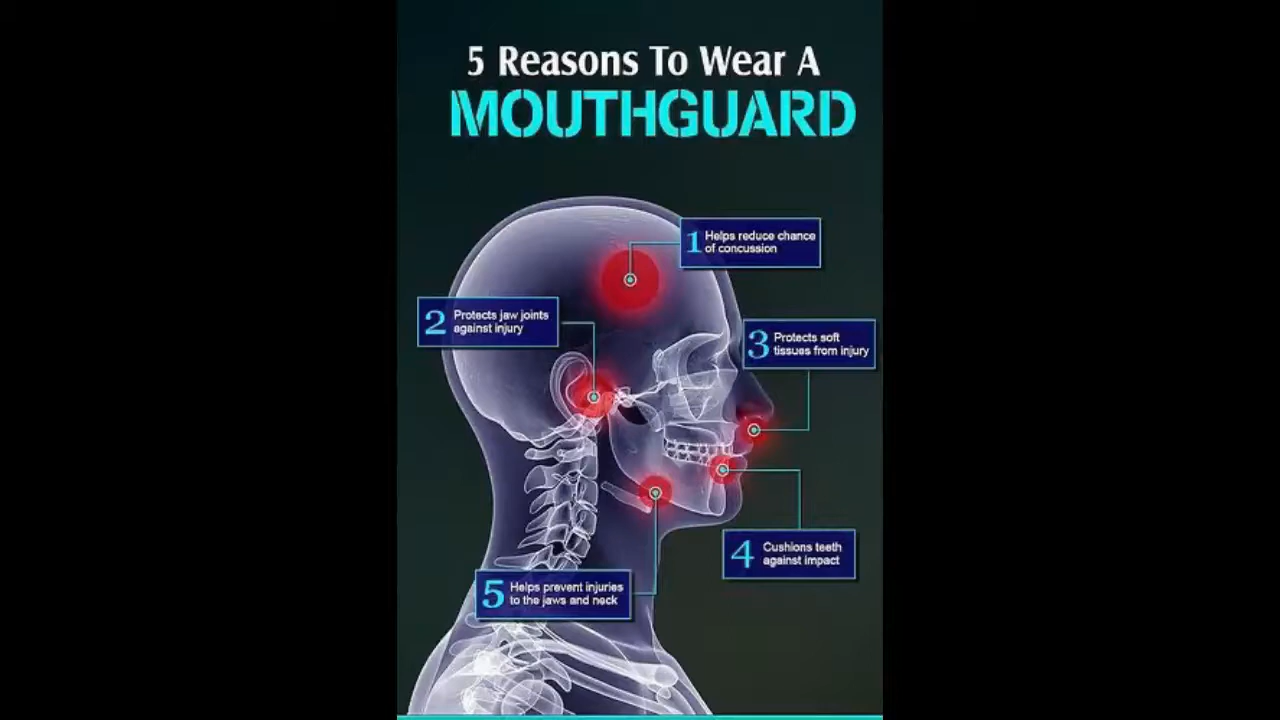 5 Reasons To Wear A
MOUTHGUARD
1 Helps reduce chance
of concussion
2 Protects jaw joints
against injury
3 Protects soft
tissues from injury
4 Cushions teeth
against impact
5 Helps prevent injuries
to the jaws and neck